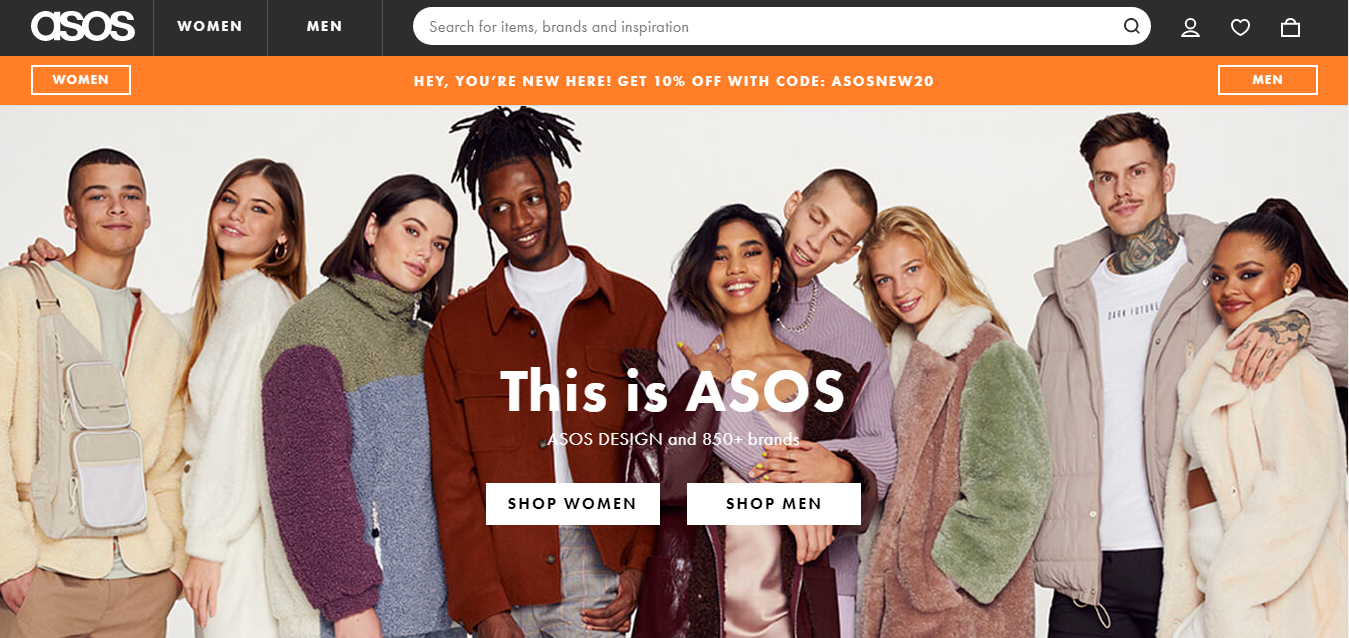 asos
WOMEN
MEN
Search for items, brands and inspiration
WOMEN
HEY, YOU'RE NEW HERE! GET 10% OFF WITH CODE: ASOSNEW20
MEN
DARK FUTURE
This is ASOS
ASOS DESIGN and 850+ brands
SHOP WOMEN
SHOP MEN